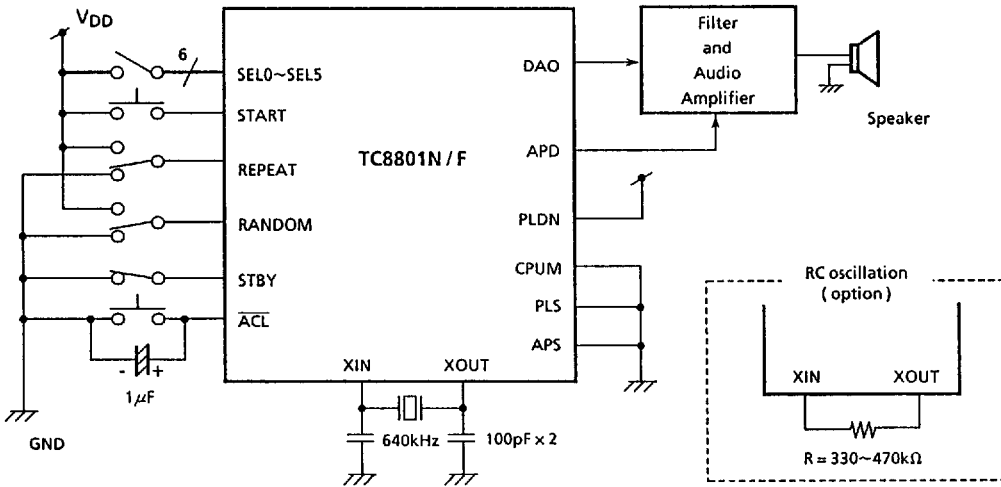 VDD
6
SEL0~SEL5
START
REPEAT
RANDOM
STBY
ACL
- +
1μF
GND
TC8801N / F
DAO
APD
PLDN
CPUM
PLS
APS
XIN XOUT
640kHz
100pF × 2
Filter
and
Audio
Amplifier
Speaker
RC oscillation
( option )
XIN XOUT
R = 330~470kΩ